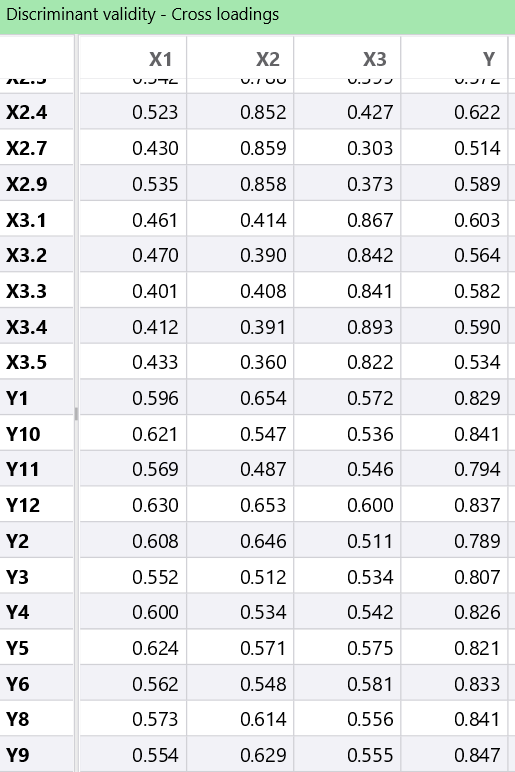 Discriminant validity - Cross loadings
X1 X2 X3 Y
X2.4 0.523 0.852 0.427 0.622
X2.7 0.430 0.859 0.303 0.514
X2.9 0.535 0.858 0.373 0.589
X3.1 0.461 0.414 0.867 0.603
X3.2 0.470 0.390 0.842 0.564
X3.3 0.401 0.408 0.841 0.582
X3.4 0.412 0.391 0.893 0.590
X3.5 0.433 0.360 0.822 0.534
Y1 0.596 0.654 0.572 0.829
Y10 0.621 0.547 0.536 0.841
Y11 0.569 0.487 0.546 0.794
Y12 0.630 0.653 0.600 0.837
Y2 0.608 0.646 0.511 0.789
Y3 0.552 0.512 0.534 0.807
Y4 0.600 0.534 0.542 0.826
Y5 0.624 0.571 0.575 0.821
Y6 0.562 0.548 0.581 0.833
Y8 0.573 0.614 0.556 0.841
Y9 0.554 0.629 0.555 0.847